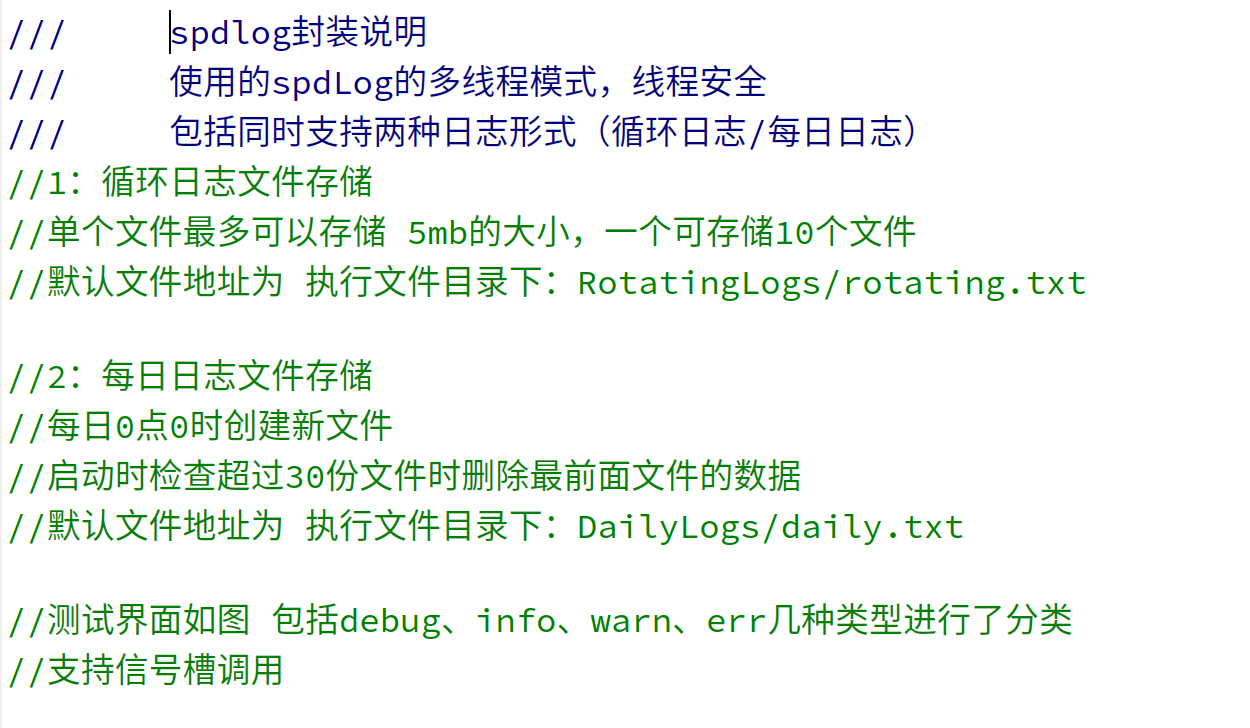 ///     spdlog封装说明
///     使用的spdLog的多线程模式，线程安全
///     包括同时支持两种日志形式（循环日志/每日日志）
//1：循环日志文件存储
//单个文件最多可以存储 5mb的大小，一个可存储10个文件
//默认文件地址为 执行文件目录下：RotatingLogs/rotating.txt
//2：每日日志文件存储
//每日0点0时创建新文件
//启动时检查超过30份文件时删除最前面文件的数据
//默认文件地址为 执行文件目录下：DailyLogs/daily.txt
//测试界面如图 包括debug、info、warn、err几种类型进行了分类
//支持信号槽调用